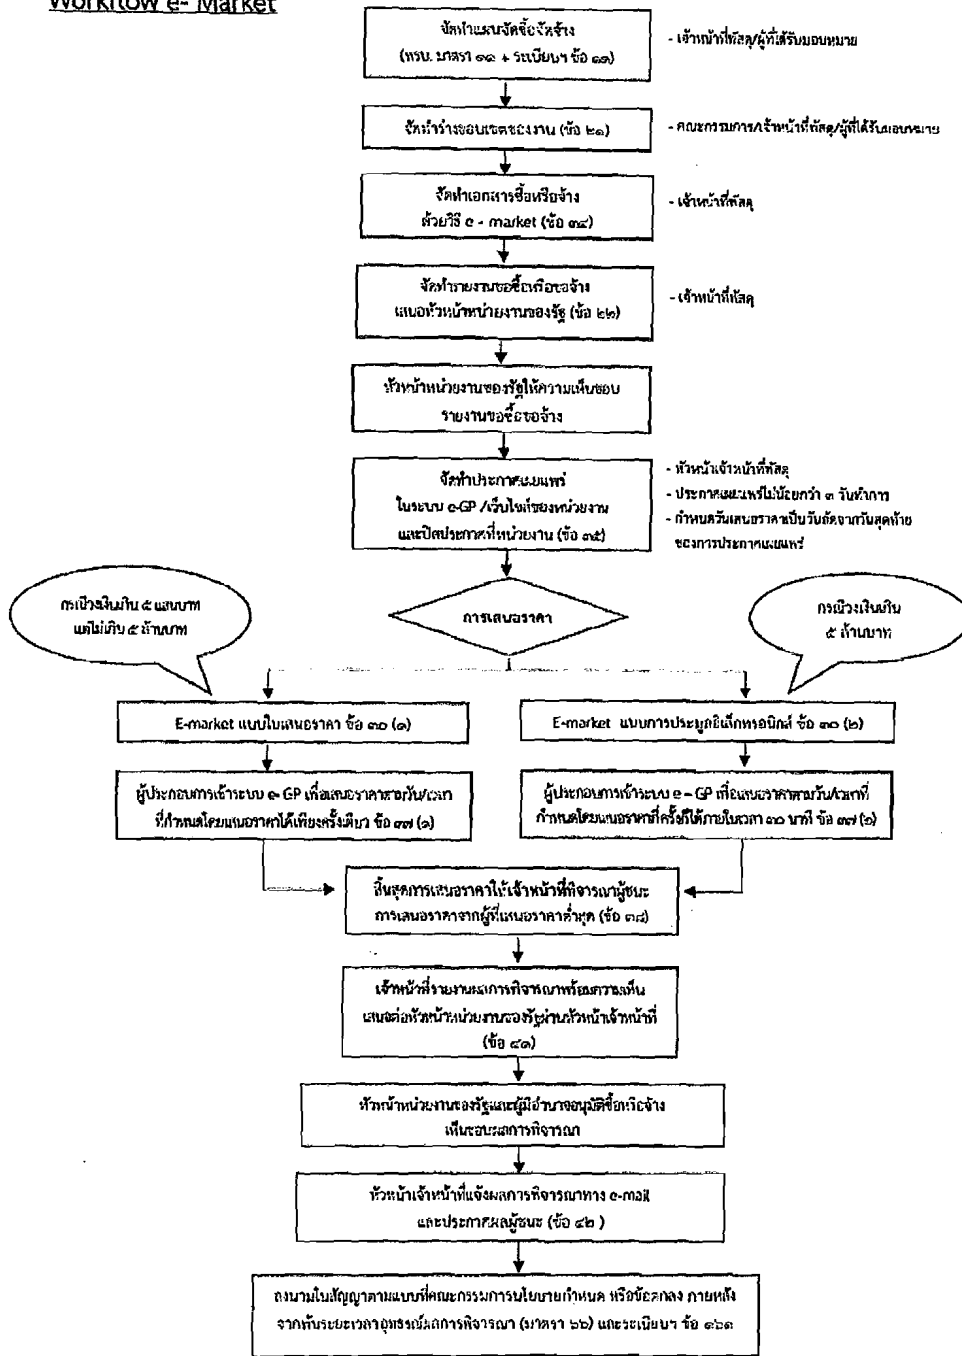 Workflow e- Market
จัดทำแผนจัดซื้อจัดจ้าง
(พรบ. มาตรา ๑๑ + ระเบียบฯ ข้อ ๑๑)
- เจ้าหน้าที่พัสดุ/ผู้ที่ได้รับมอบหมาย
จัดทำร่างขอบเขตของงาน (ข้อ ๒๑)
- คณะกรรมการ/เจ้าหน้าที่พัสดุ/ผู้ที่ได้รับมอบหมาย
จัดทำเอกสารซื้อหรือจ้าง
ด้วยวิธี e - market (ข้อ ๓๔)
- เจ้าหน้าที่พัสดุ
จัดทำรายงานขอซื้อหรือขอจ้าง
เสนอหัวหน้าหน่วยงานของรัฐ (ข้อ ๒๒)
- เจ้าหน้าที่พัสดุ
หัวหน้าหน่วยงานของรัฐให้ความเห็นชอบ
รายงานขอซื้อขอจ้าง
จัดทำประกาศเผยแพร่
ในระบบ e-GP /เว็บไซต์ของหน่วยงาน
และปิดประกาศที่หน่วยงาน (ข้อ ๓๕)
- หัวหน้าเจ้าหน้าที่พัสดุ
- ประกาศเผยแพร่ไม่น้อยกว่า ๓ วันทำการ
- กำหนดวันเสนอราคาเป็นวันถัดจากวันสุดท้าย
ของการประกาศเผยแพร่
กรณีวงเงินเกิน ๕ แสนบาท
แต่ไม่เกิน ๕ ล้านบาท
การเสนอราคา
กรณีวงเงินเกิน
๕ ล้านบาท
E-market แบบใบเสนอราคา ข้อ ๓๐ (๑)
E-market แบบการประมูลอิเล็กทรอนิกส์ ข้อ ๓๐ (๒)
ผู้ประกอบการเข้าระบบ e- GP เพื่อเสนอราคาตามวัน/เวลา
ที่กำหนดโดยเสนอราคาได้เพียงครั้งเดียว ข้อ ๓๗ (๑)
ผู้ประกอบการเข้าระบบ e – GP เพื่อเสนอราคาตามวัน/เวลาที่
กำหนดโดยเสนอราคากี่ครั้งก็ได้ภายในเวลา ๓๐ นาที ข้อ ๓๗
สิ้นสุดการเสนอราคาให้เจ้าหน้าที่พิจารณาผู้ชนะ
การเสนอราคาจากผู้ที่เสนอราคาต่ำสุด (ข้อ ๓๘)
เจ้าหน้าที่รายงานผลการพิจารณาพร้อมความเห็น
เสนอต่อหัวหน้าหน่วยงานของรัฐผ่านหัวหน้าเจ้าหน้าที่
(ข้อ ๔๑)
หัวหน้าหน่วยงานของรัฐและผู้มีอำนาจอนุมัติซื้อหรือจ้าง
เห็นชอบผลการพิจารณา
หัวหน้าเจ้าหน้าที่แจ้งผลการพิจารณาทาง e-mail
และประกาศผลผู้ชนะ (ข้อ ๔๒ )
ลงนามในสัญญาตามแบบที่คณะกรรมการนโยบายกำหนด หรือข้อตกลง ภายหลัง
จากพ้นระยะเวลาอุทธรณ์ผลการพิจารณา (มาตรา ๖๖) และระเบียบฯ ข้อ ๑๖๑